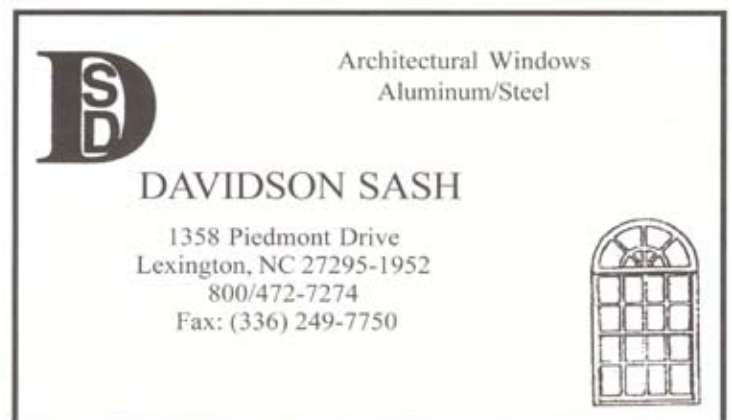 DSD
Architectural Windows
Aluminum/Steel
DAVIDSON SASH
1358 Piedmont Drive
Lexington, NC 27295-1952
800/472-7274
Fax: (336) 249-7750